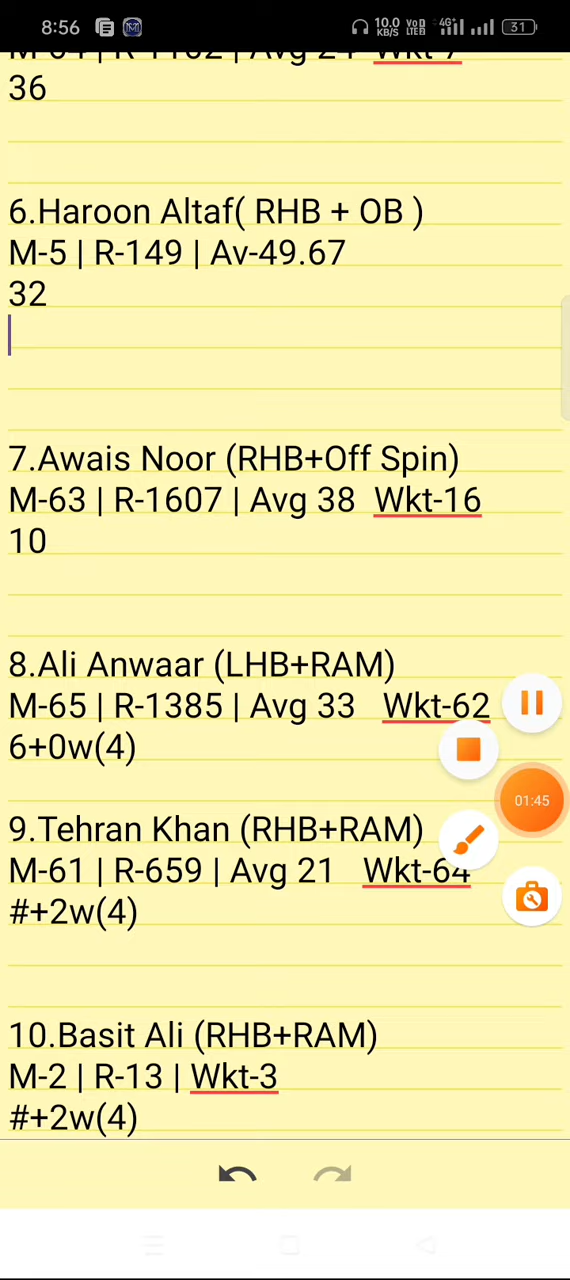 8:56 10.0 KB/S VoD LTE 4G+ 31
36
6.Haroon Altaf( RHB + OB )
M-5 | R-149 | Av-49.67
32
7.Awais Noor (RHB+Off Spin)
M-63 | R-1607 | Avg 38 Wkt-16
10
8.Ali Anwaar (LHB+RAM)
M-65 | R-1385 | Avg 33 Wkt-62
6+0w(4)
01:45
9.Tehran Khan (RHB+RAM)
M-61 | R-659 | Avg 21 Wkt-64
#+2w(4)
10.Basit Ali (RHB+RAM)
M-2 | R-13 | Wkt-3
#+2w(4)